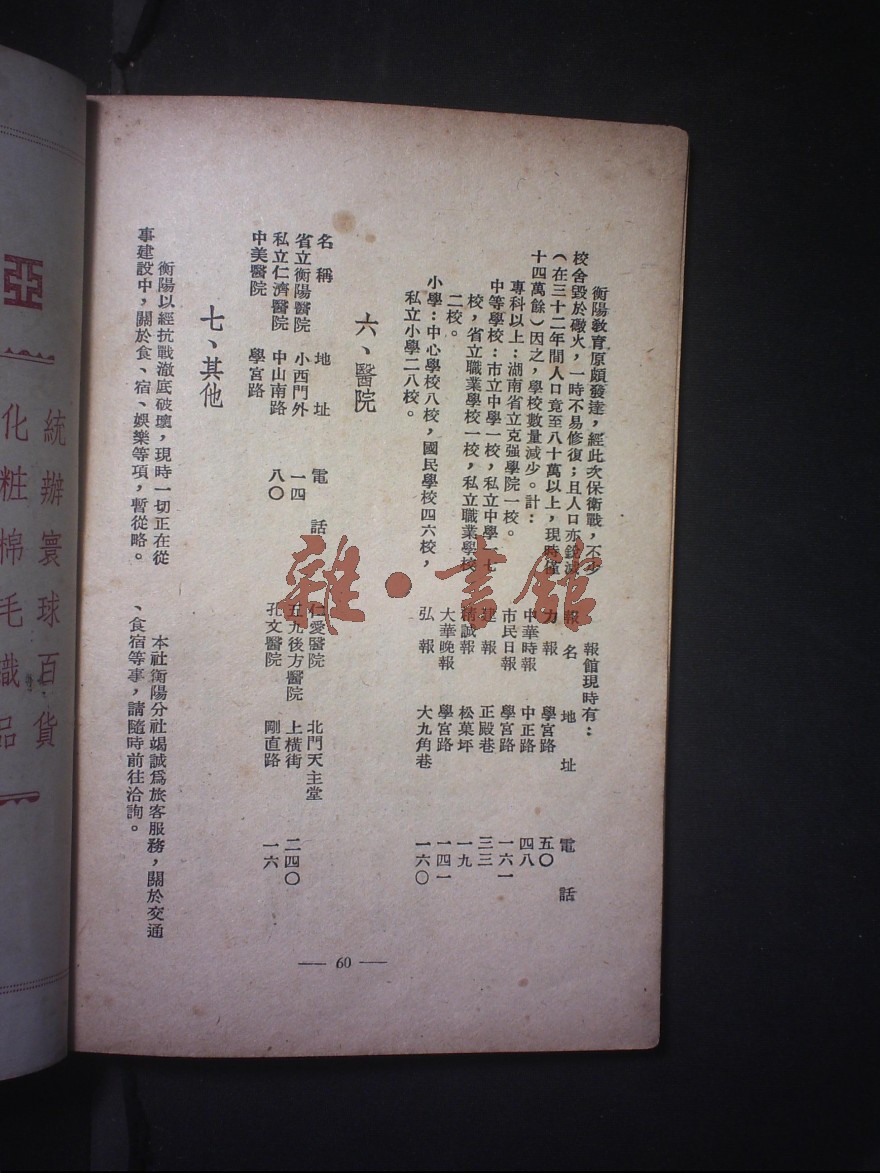 衡陽教育原頗發達，經此次保衛戰，不少
校舍毀於礮火，一時不易修復；且人口亦銳減
（在三十二年間人口竟至八十萬以上，現時僅
十四萬餘）因之，學校數量減少。計：
專科以上：湖南省立克强學院一校。
中等學校：市立中學一校，私立中學一七
校，省立職業學校一校，私立職業學校
二校。
小學：中心學校八校，國民學校四六校，
私立小學二八校。
報館現時有：
報名　地址　電話
力報　學宮路　五〇
中華時報　中正路　四八
市民日報　學宮路　一六一
建報　正殿巷　三三
精誠報　松菓坪　一九
大華晚報　學宮路　一四一
弘報　大九角巷　一六〇
六、醫院
名稱　地址　電話
省立衡陽醫院　小西門外　一四
私立仁濟醫院　中山南路　八〇
中美醫院　學宮路
仁愛醫院　北門天主堂
五九後方醫院　上橫街　二四〇
孔文醫院　剛直路　一六
七、其他
衡陽以經抗戰澈底破壞，現時一切正在從
事建設中，關於食、宿、娛樂等項，暫從略。
本社衡陽分社竭誠爲旅客服務，關於交通
、食宿等事，請隨時前往洽詢。
— 60 —
亞
統辦寰球百貨
化粧棉毛織品
雜·書館